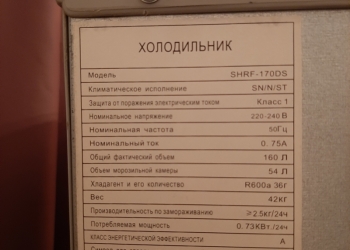 ХОЛОДИЛЬНИК
Модель SHRF-170DS
Климатическое исполнение SN/N/ST
Защита от поражения электрическим током Класс 1
Номинальное напряжение 220-240 В
Номинальная частота 50Гц
Номинальный ток 0. 75А
Общий фактический объем 160 Л
Объем морозильной камеры 54 Л
Хладагент и его количество R600a 36г
Вес 42кг
Производительность по замораживанию ≥2.5кг/24ч
Потребляемая мощность 0.73КВт/24ч
КЛАСС ЭНЕРГЕТИЧЕСКОЙ ЭФФЕКТИВНОСТИ А